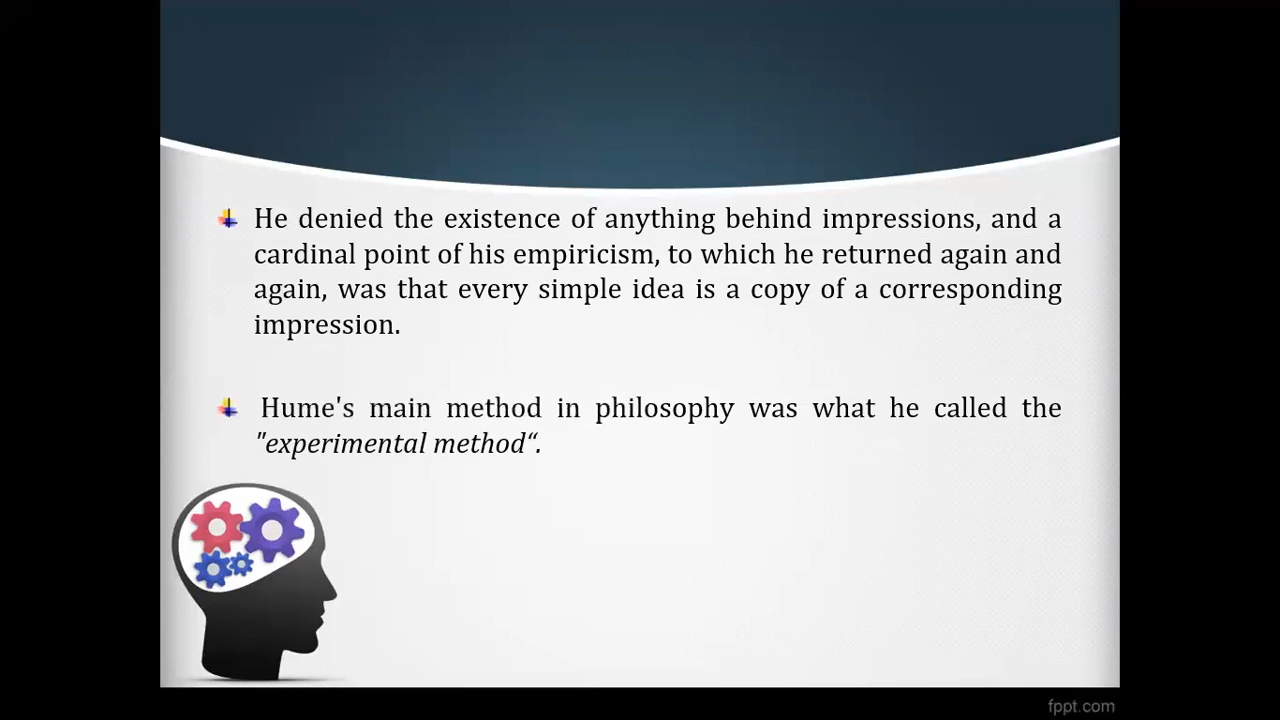 He denied the existence of anything behind impressions, and a
cardinal point of his empiricism, to which he returned again and
again, was that every simple idea is a copy of a corresponding
impression.
Hume's main method in philosophy was what he called the
"experimental method“.
fppt.com